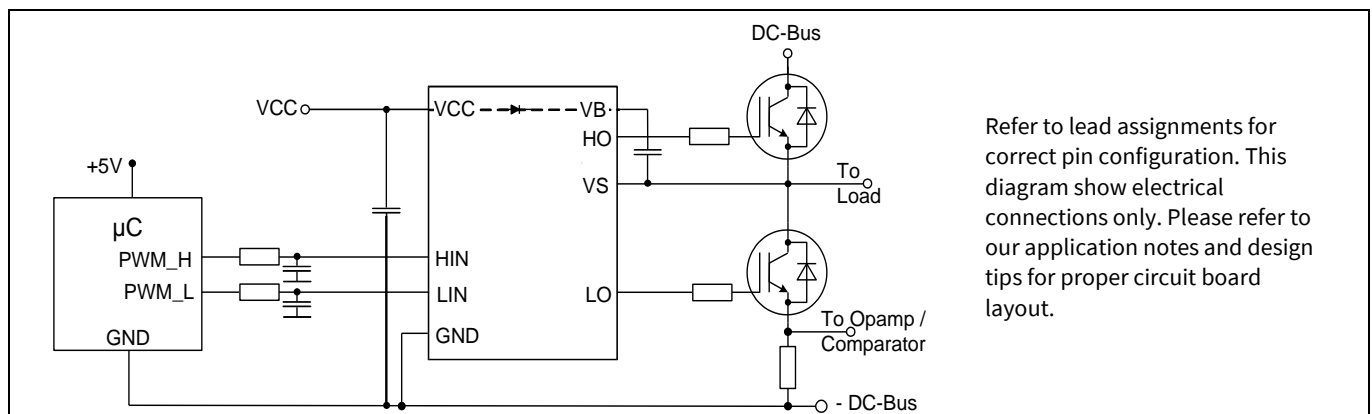 DC-Bus
VCC
VCC
VB
HO
+5V
To
Load
VS
µC
PWM_H
HIN
PWM_L
LIN
LO
To Opamp /
Comparator
GND
GND
- DC-Bus
Refer to lead assignments for
correct pin configuration. This
diagram show electrical
connections only. Please refer to
our application notes and design
tips for proper circuit board
layout.